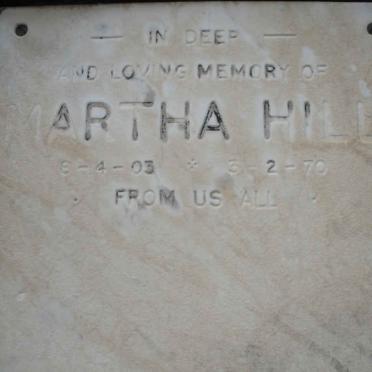 — IN DEEP —
AND LOVING MEMORY OF
MARTHA HILL
8-4-03 * 3-2-70
FROM US ALL